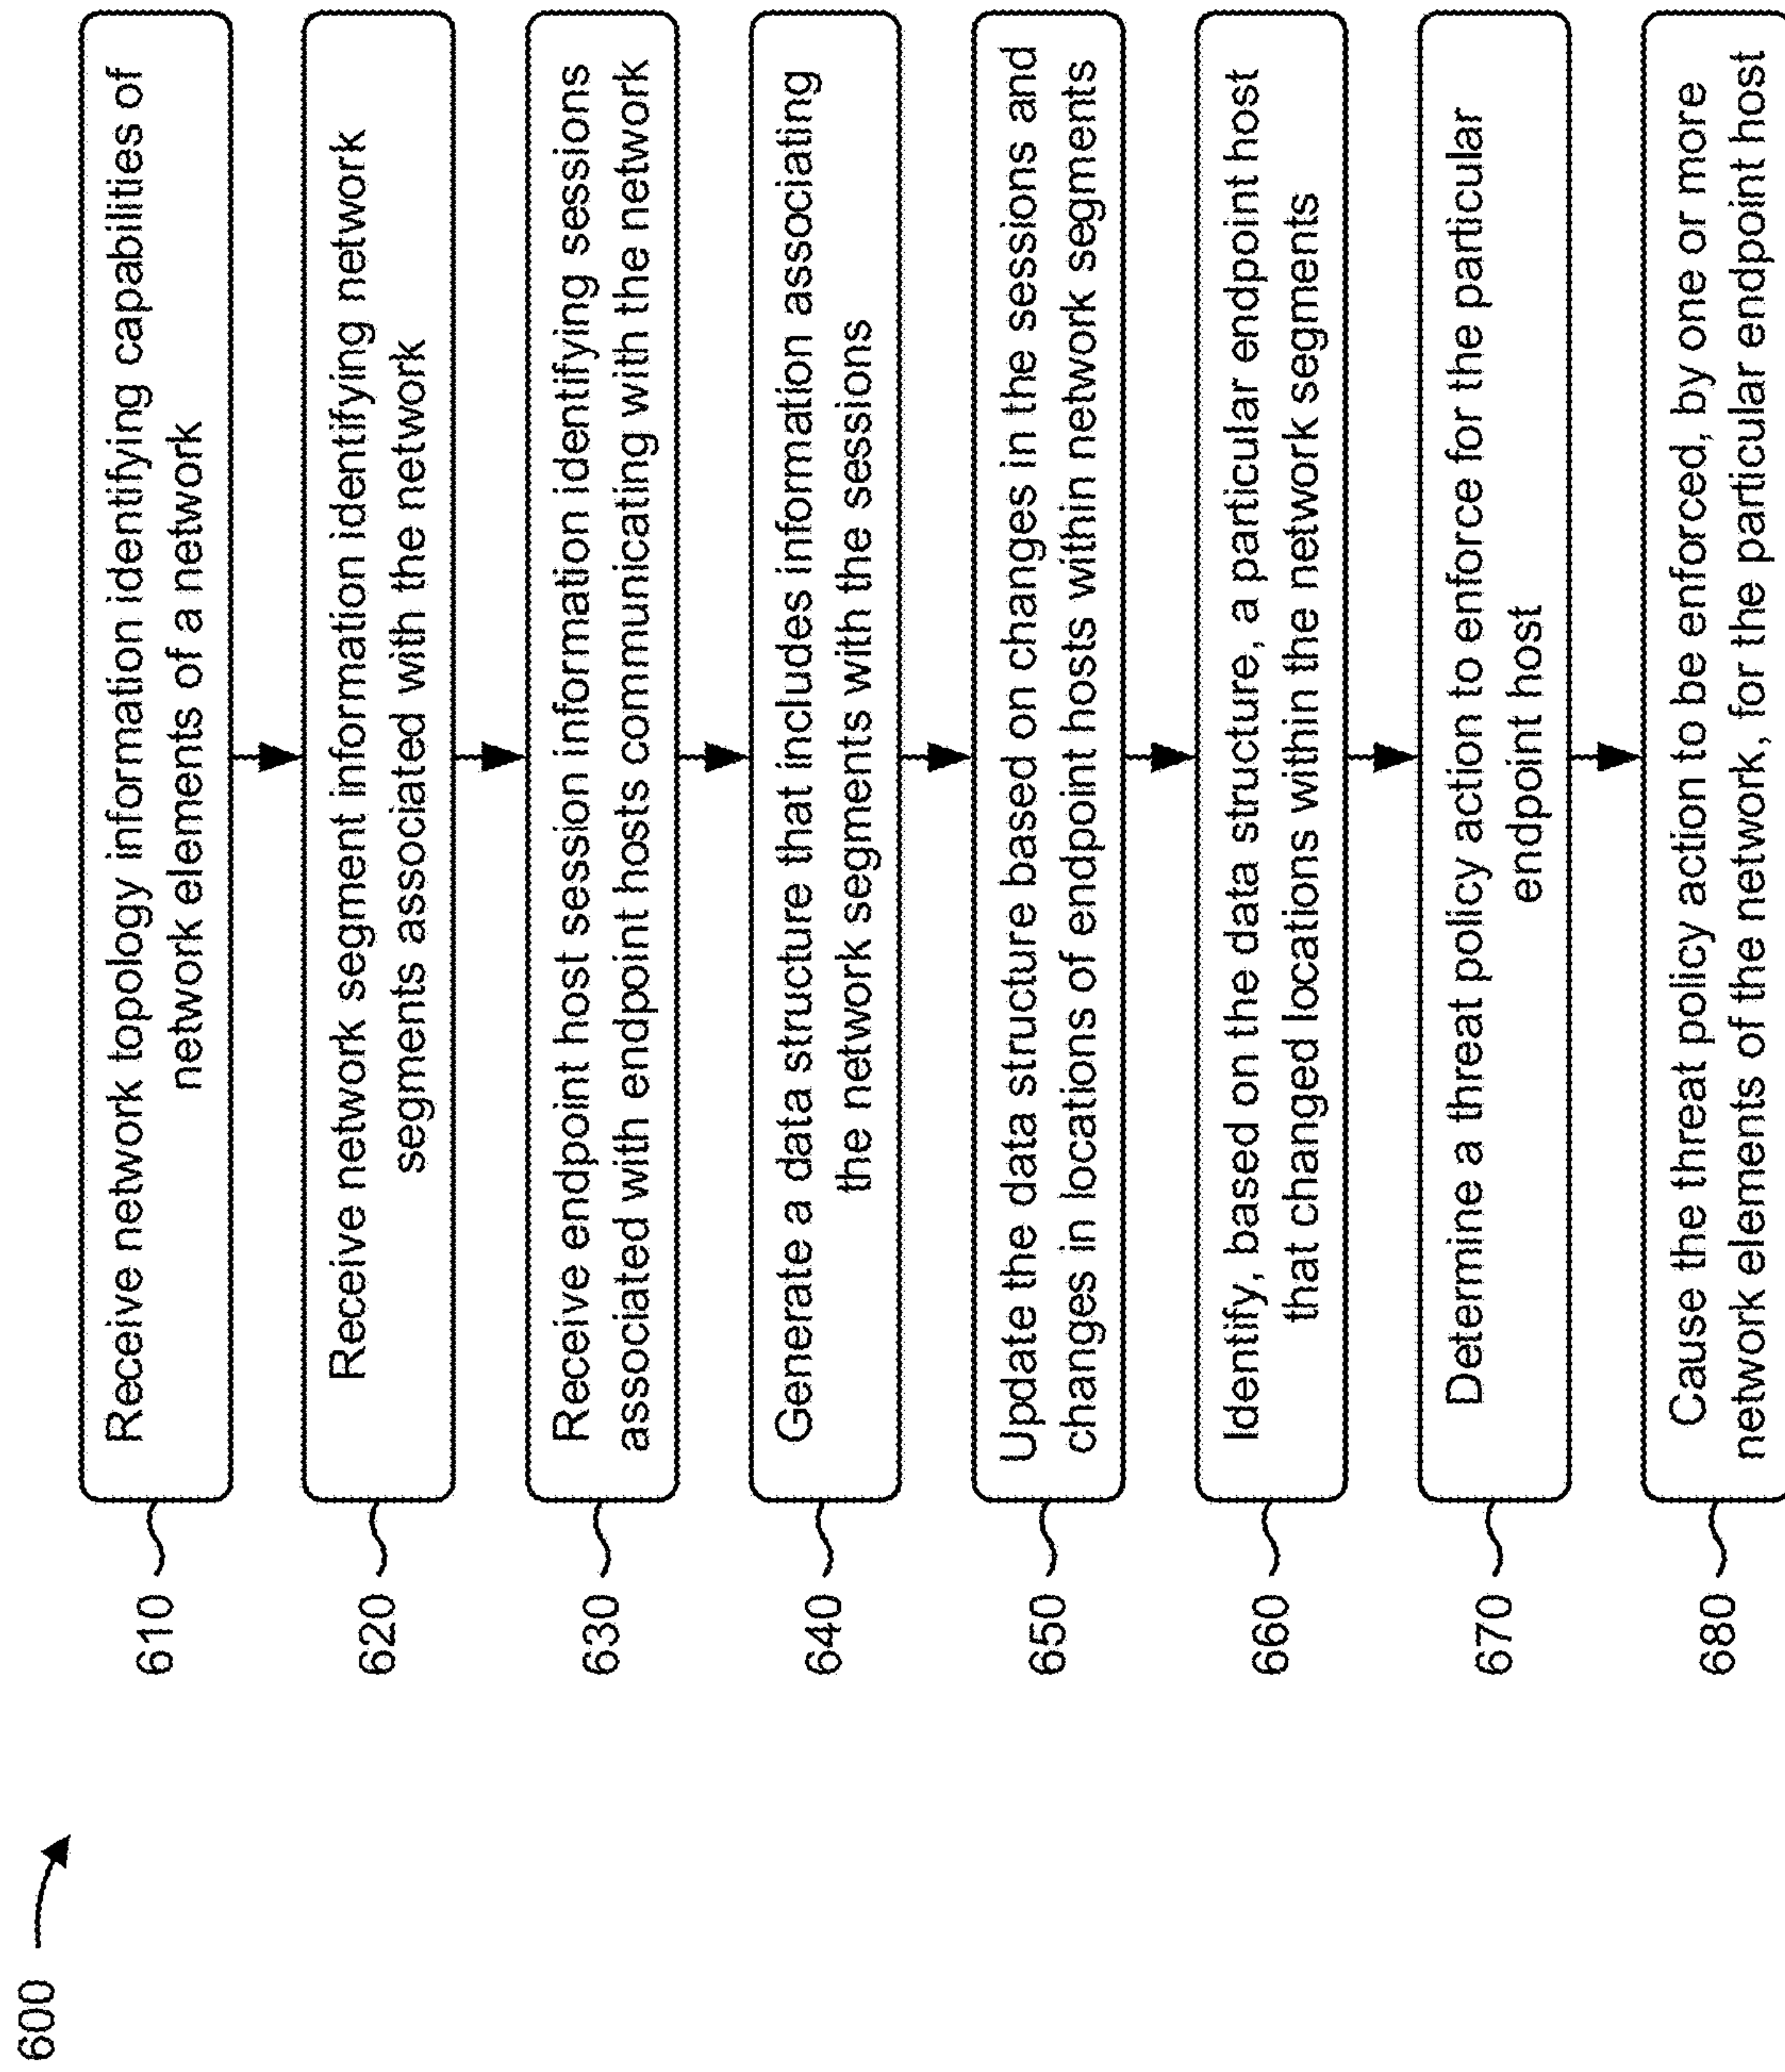 600
610
Receive network topology information identifying capabilities of
network elements of a network
620
Receive network segment information identifying network
segments associated with the network
630
Receive endpoint host session information identifying sessions
associated with endpoint hosts communicating with the network
640
Generate a data structure that includes information associating
the network segments with the sessions
650
Update the data structure based on changes in the sessions and
changes in locations of endpoint hosts within network segments
660
Identify, based on the data structure, a particular endpoint host
that changed locations within the network segments
670
Determine a threat policy action to enforce for the particular
endpoint host
680
Cause the threat policy action to be enforced, by one or more
network elements of the network, for the particular endpoint host